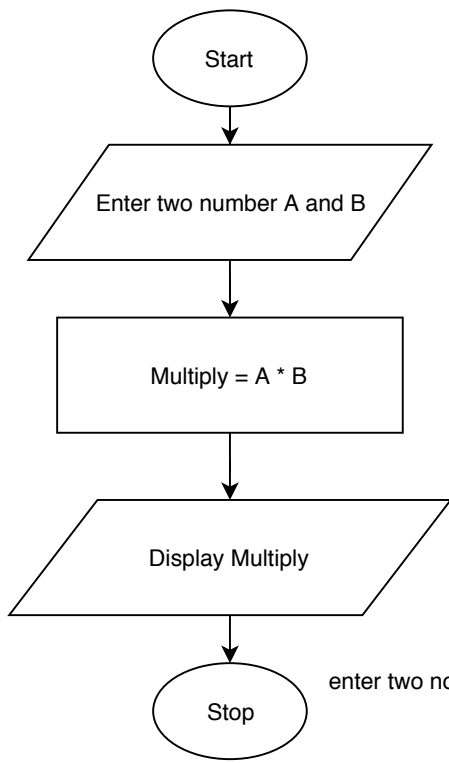 Start
Enter two number A and B
Multiply = A * B
Display Multiply
enter two no
Stop